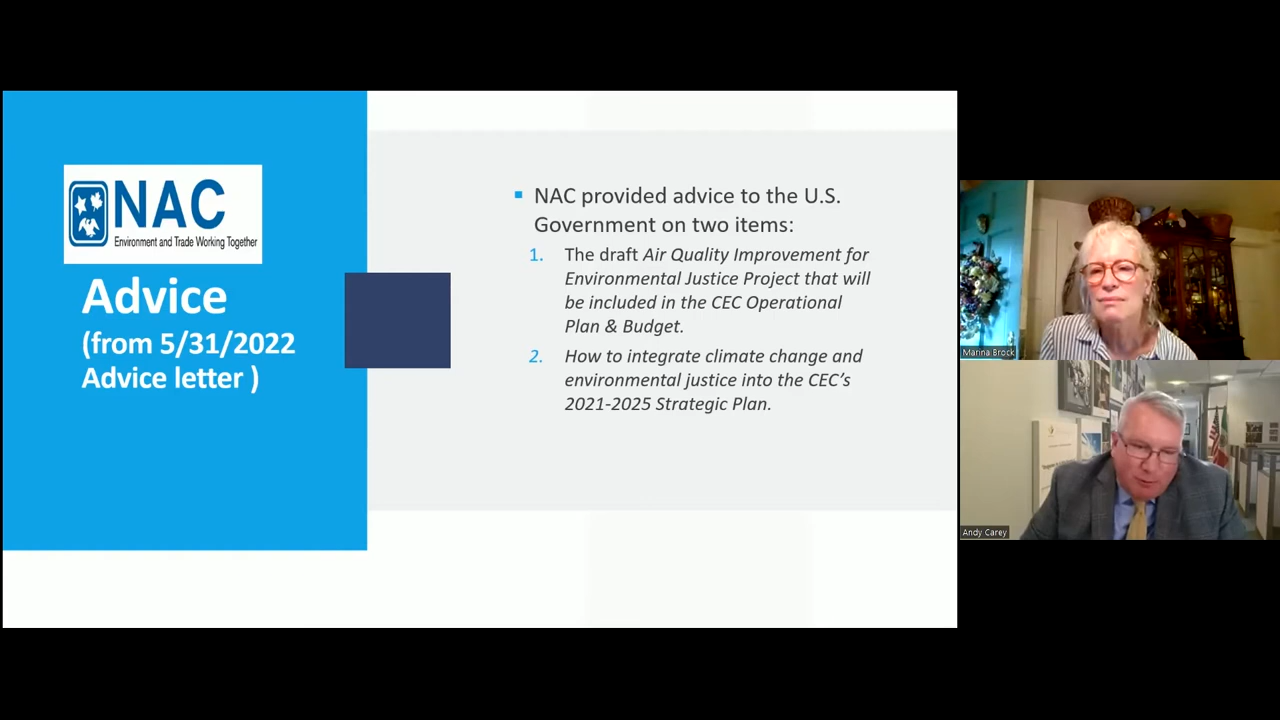 NAC
Environment and Trade Working Together
Advice
(from 5/31/2022
Advice letter )
▪ NAC provided advice to the U.S.
Government on two items:
1. The draft Air Quality Improvement for
Environmental Justice Project that will
be included in the CEC Operational
Plan & Budget.
2. How to integrate climate change and
environmental justice into the CEC’s
2021-2025 Strategic Plan.
Marina Brock
Andy Carey